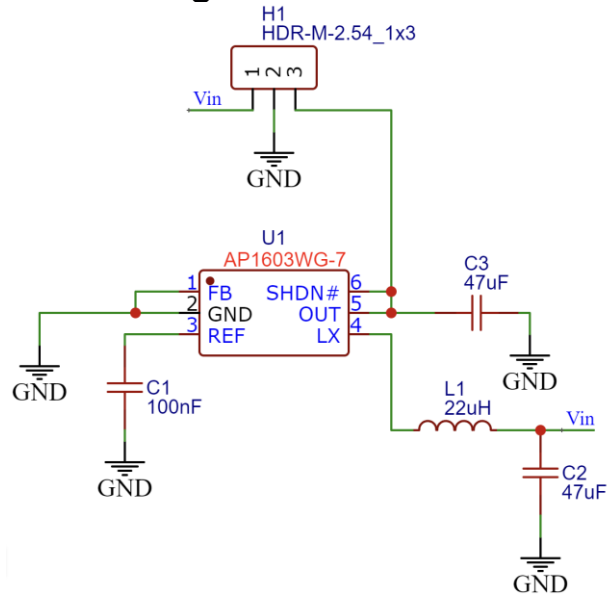 H1
HDR-M-2.54_1x3
1 2 3
Vin
GND
U1
AP1603WG-7
1 FB
2 GND
3 REF
SHDN# 6
OUT 5
LX 4
C3
47uF
GND
GND
C1
100nF
GND
L1
22uH
Vin
C2
47uF
GND